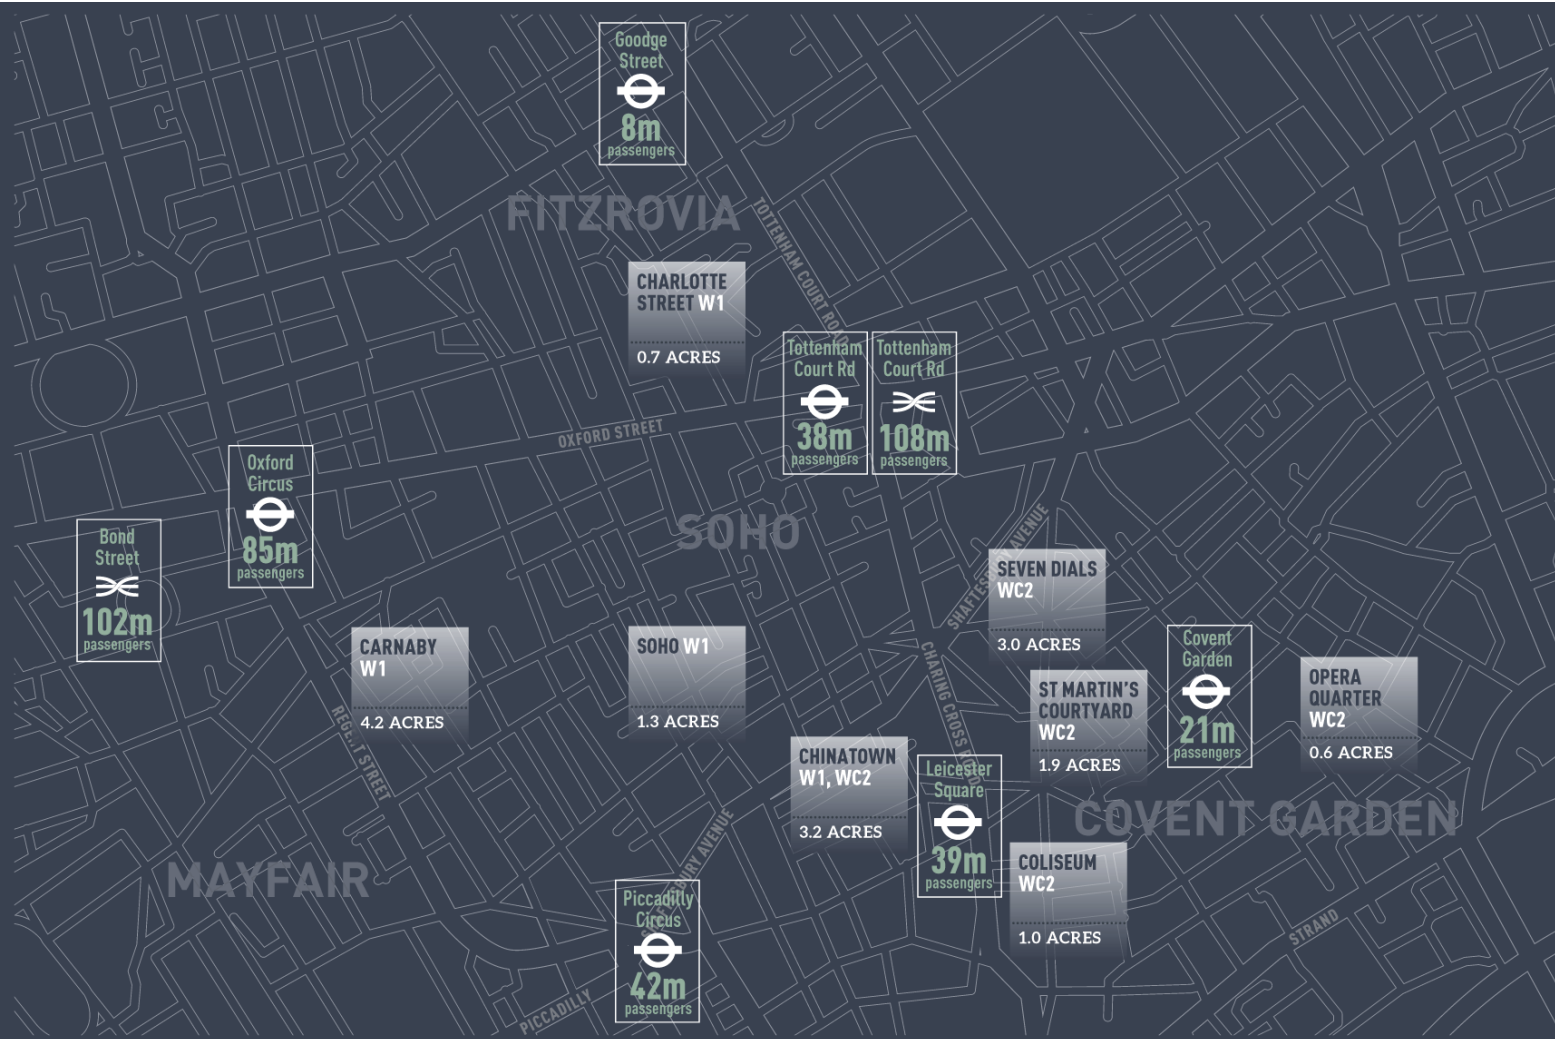 Goodge
Street
8m
passengers
FITZROVIA
TOTTENHAM COURT ROAD
CHARLOTTE
STREET W1
0.7 ACRES
Tottenham
Court Rd
38m
passengers
Tottenham
Court Rd
108m
passengers
OXFORD STREET
Oxford
Circus
85m
passengers
Bond
Street
102m
passengers
SOHO
SHAFTESBURY AVENUE
SEVEN DIALS
WC2
3.0 ACRES
CARNABY
W1
4.2 ACRES
SOHO W1
1.3 ACRES
Covent
Garden
21m
passengers
OPERA
QUARTER
WC2
0.6 ACRES
ST MARTIN'S
COURTYARD
WC2
1.9 ACRES
CHARING CROSS ROAD
REGENT STREET
CHINATOWN
W1, WC2
3.2 ACRES
Leicester
Square
39m
passengers
COVENT GARDEN
COLISEUM
WC2
1.0 ACRES
MAYFAIR
SHAFTESBURY AVENUE
Piccadilly
Circus
42m
passengers
STRAND
PICCADILLY